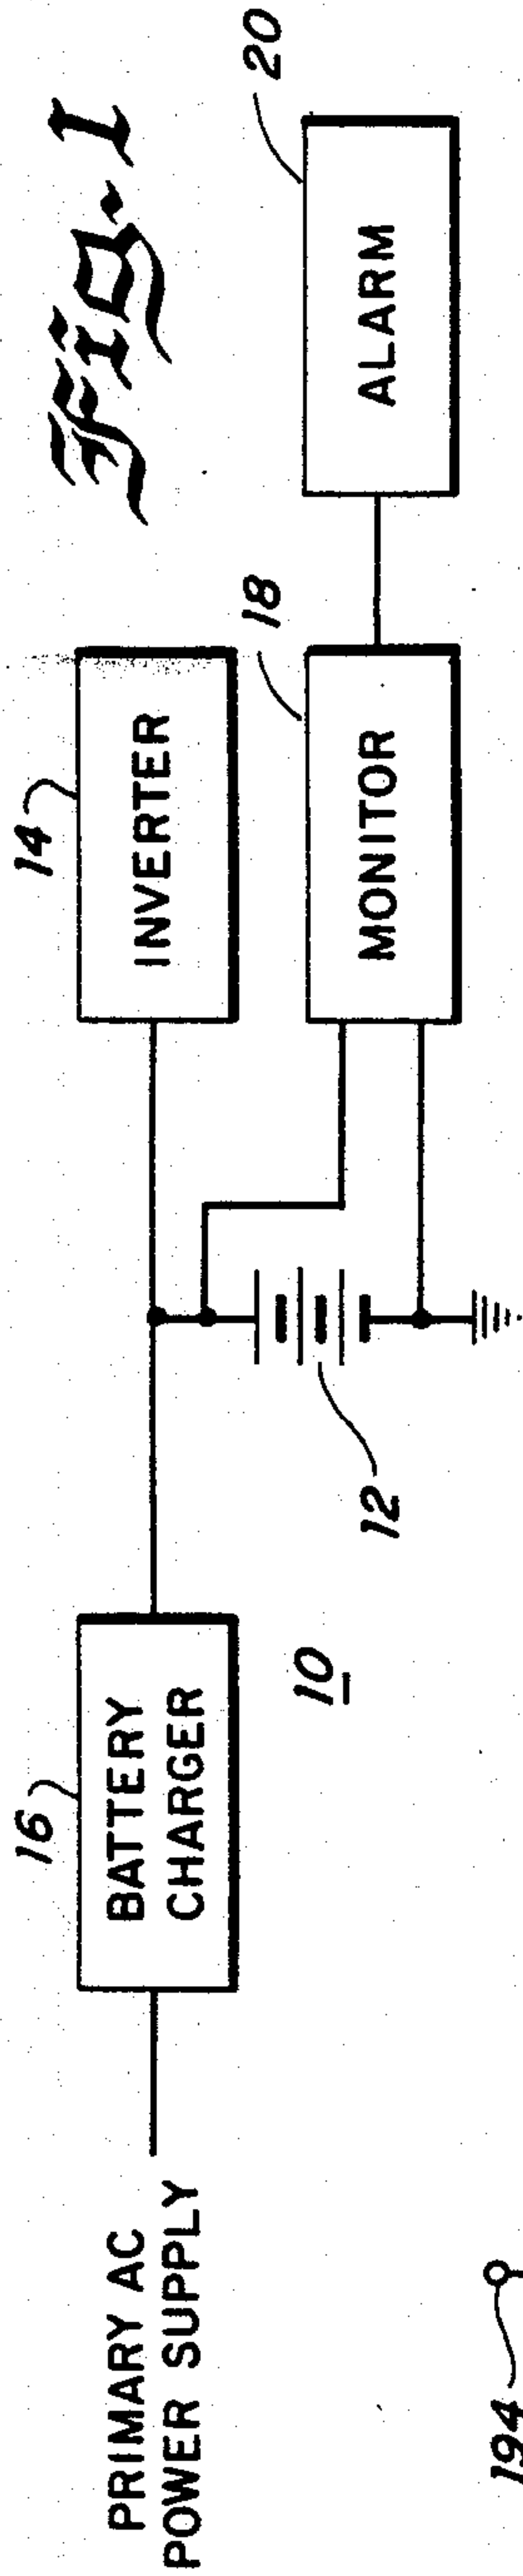 Fig-1
PRIMARY AC
POWER SUPPLY
16
BATTERY
CHARGER
10
12
14
INVERTER
18
MONITOR
20
ALARM
194